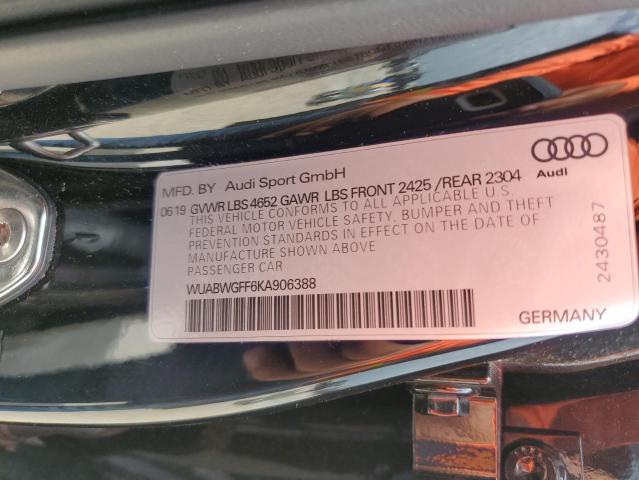 MFD. BY Audi Sport GmbH
06 19 GVWR LBS 4652 GAWR LBS FRONT 2425 /REAR 2304
THIS VEHICLE CONFORMS TO ALL APPLICABLE U.S.
FEDERAL MOTOR VEHICLE SAFETY, BUMPER AND THEFT
PREVENTION STANDARDS IN EFFECT ON THE DATE OF
MANUFACTURE SHOWN ABOVE
PASSENGER CAR
WUABWGFF6KA906388
Audi
2430487
GERMANY